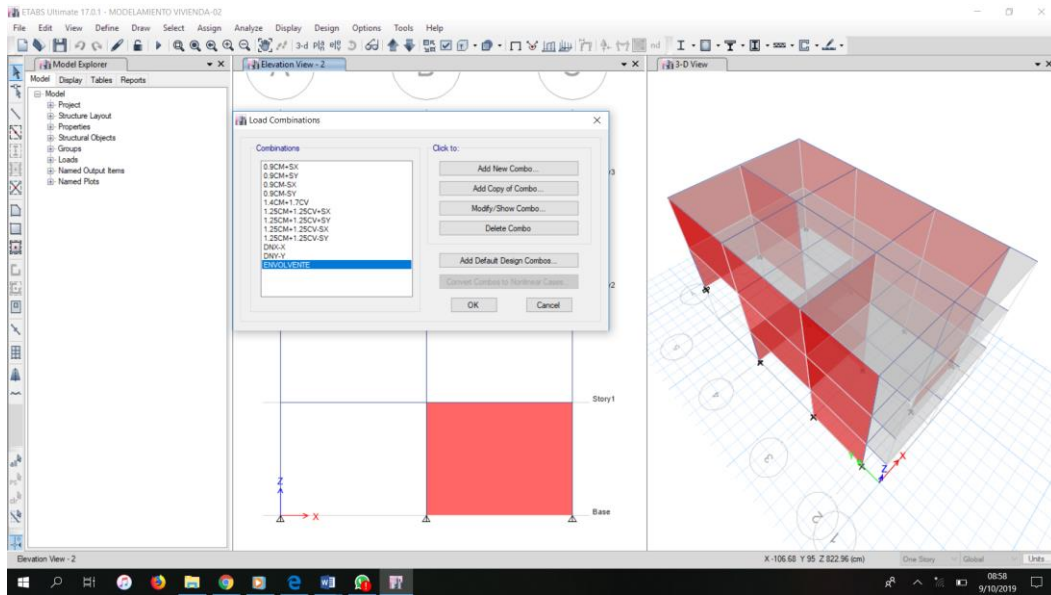 ETABS Ultimate 17.0.1 - MODELAMIENTO VIVIENDA-02
File Edit View Define Draw Select Assign Analyze Display Design Options Tools Help
3-d
nd
Model Explorer
Elevation View - 2
3-D View
Model Display Tables Reports
Model
Project
Structure Layout
Properties
Structural Objects
Groups
Loads
Named Output Items
Named Plots
Load Combinations
Combinations
0.9CM+SX
0.9CM+SY
0.9CM-SX
0.9CM-SY
1.4CM+1.7CV
1.25CM+1.25CV+SX
1.25CM+1.25CV+SY
1.25CM+1.25CV-SX
1.25CM+1.25CV-SY
DNX-X
DNY-Y
ENVOLVENTE
Click to:
Add New Combo...
Add Copy of Combo...
Modify/Show Combo...
Delete Combo
Add Default Design Combos...
Convert Combos to Nonlinear Cases...
OK Cancel
Story1
Base
Z
X
Z
X
Elevation View - 2
X -106.68 Y 95 Z 822.96 (cm)
One Story
Global
Units
08:58
9/10/2019